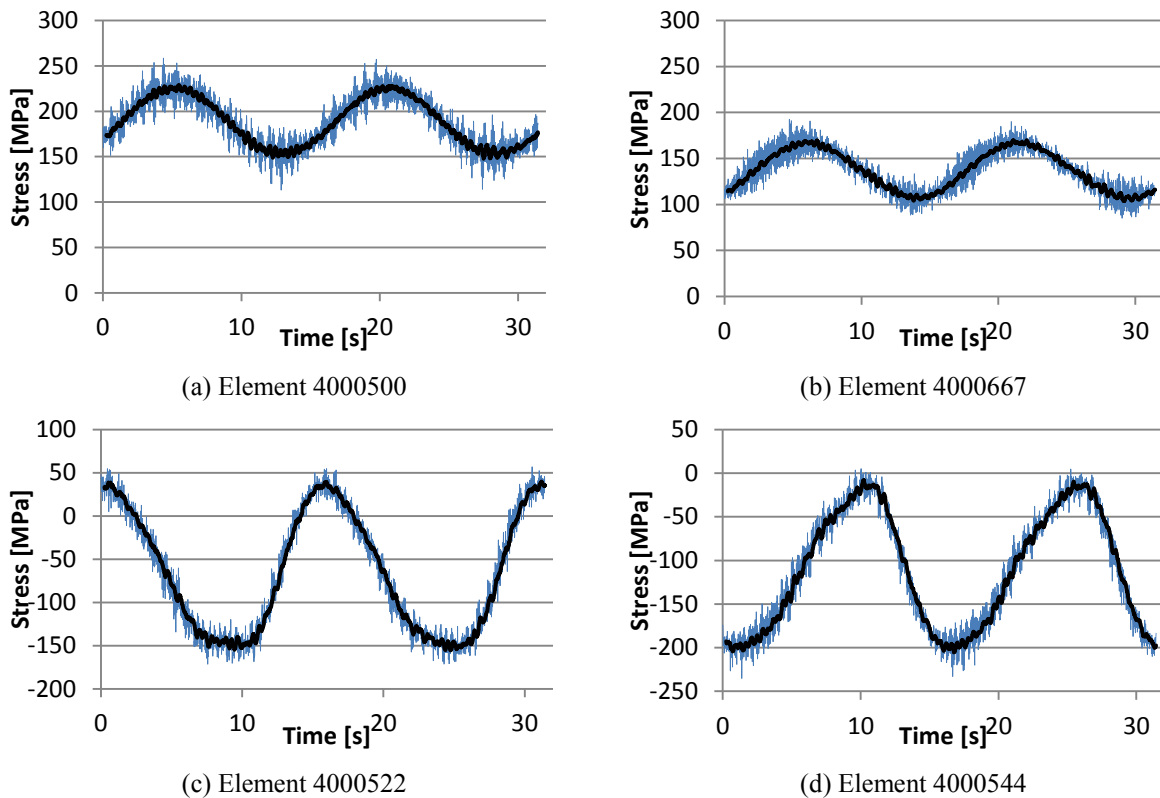 300
250
200
150
100
50
0
Stress [MPa]
0 10 20 30
Time [s]
(a) Element 4000500
300
250
200
150
100
50
0
Stress [MPa]
0 10 20 30
Time [s]
(b) Element 4000667
100
50
0
-50
-100
-150
-200
Stress [MPa]
0 10 20 30
Time [s]
(c) Element 4000522
50
0
-50
-100
-150
-200
-250
Stress [MPa]
0 10 20 30
Time [s]
(d) Element 4000544